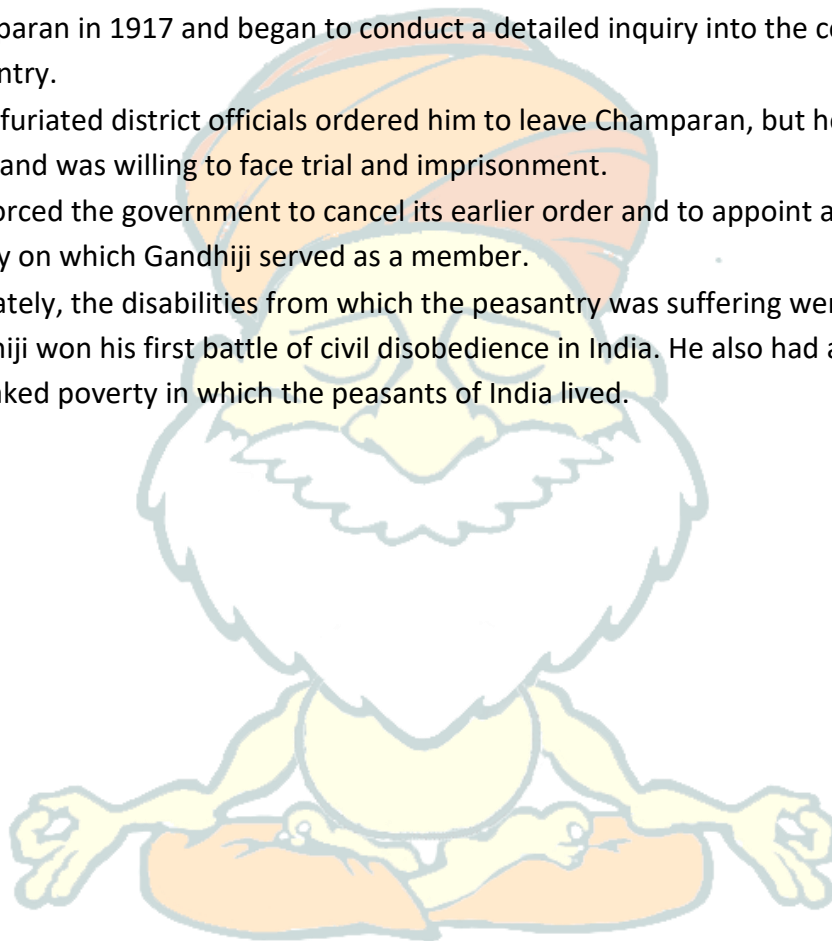 paran in 1917 and began to conduct a detailed inquiry into the c
ntry.
furiated district officials ordered him to leave Champaran, but h
and was willing to face trial and imprisonment.
orced the government to cancel its earlier order and to appoint a
y on which Gandhiji served as a member.
ately, the disabilities from which the peasantry was suffering wer
hiji won his first battle of civil disobedience in India. He also had a
aked poverty in which the peasants of India lived.